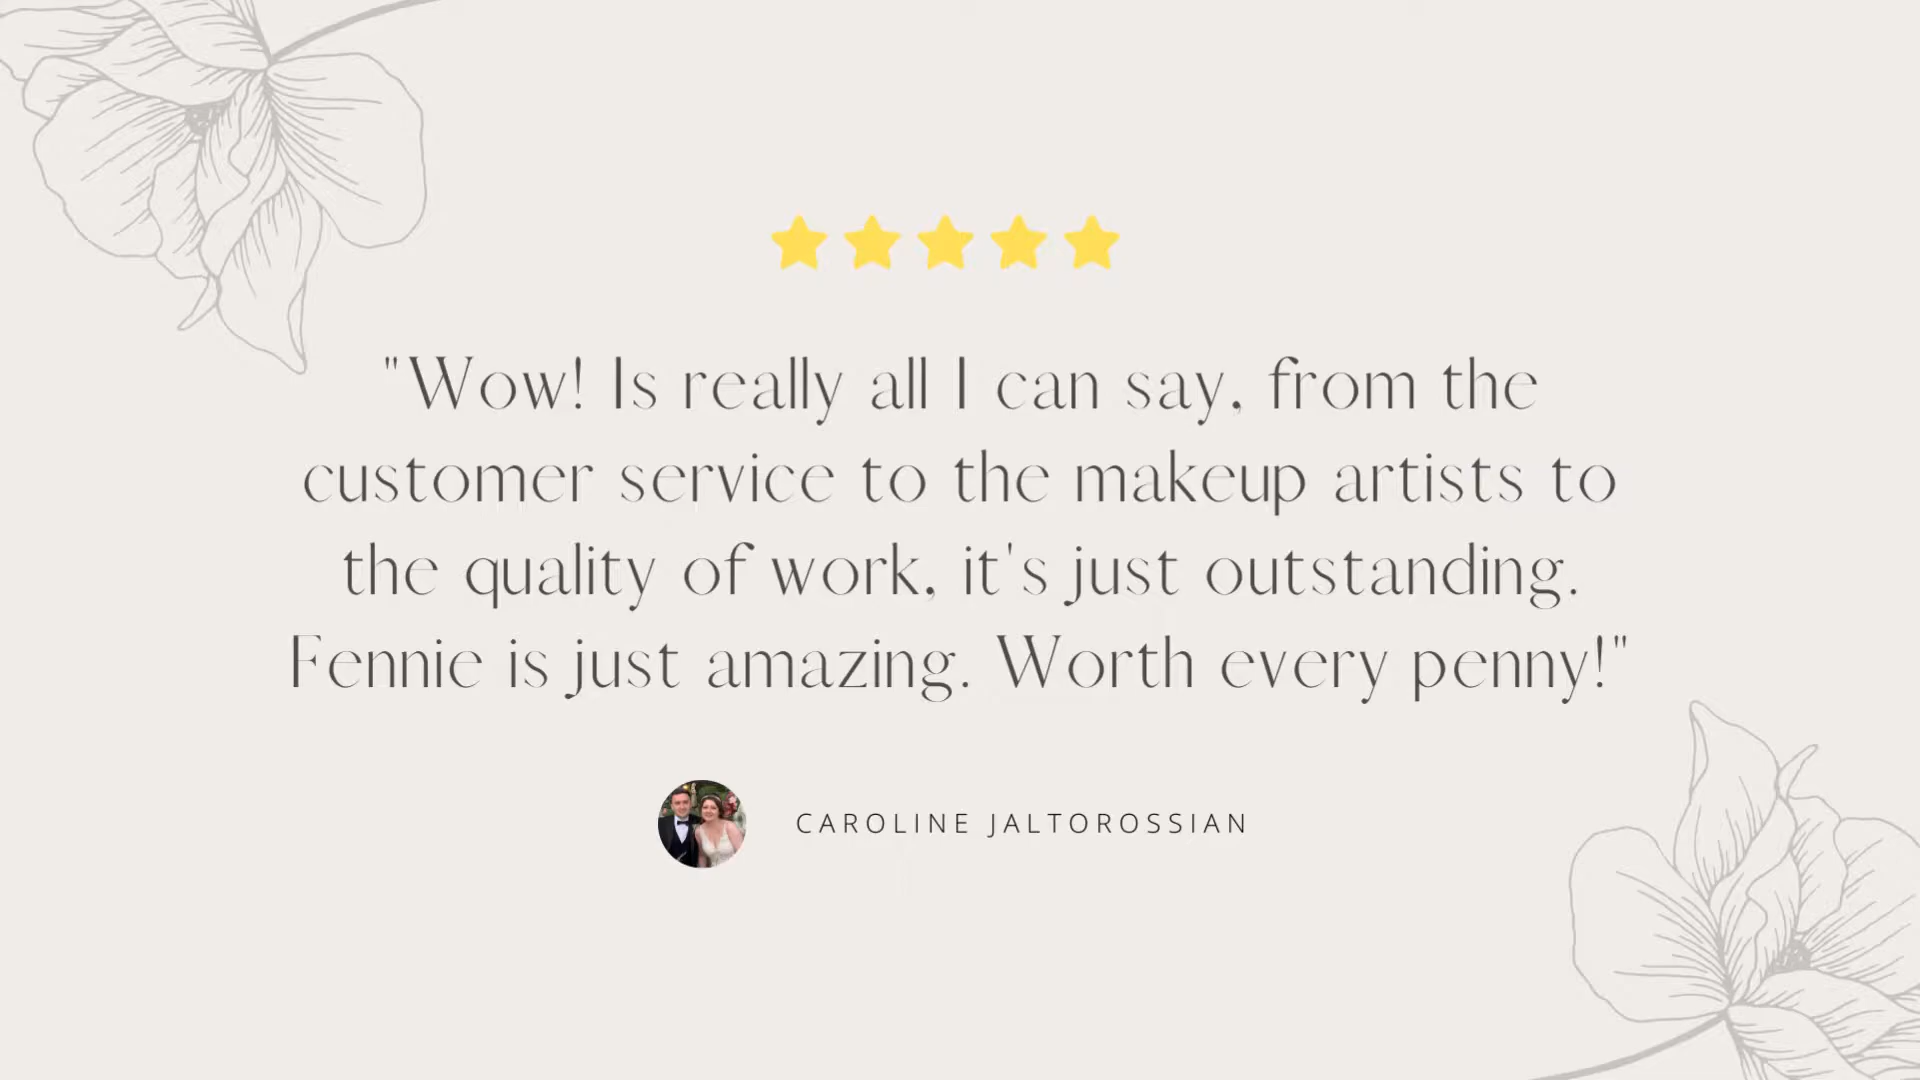 "Wow! Is really all I can say, from the
customer service to the makeup artists to
the quality of work, it's just outstanding.
Fennie is just amazing. Worth every penny!"
CAROLINE JALTOROSSIAN